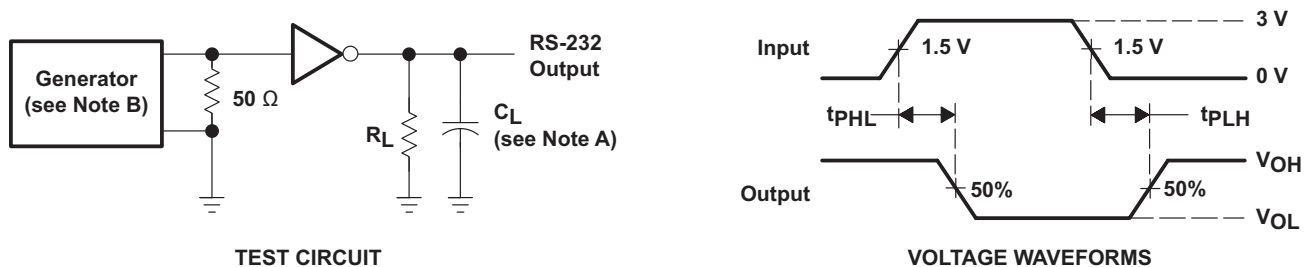 Generator
(see Note B)
50 Ω
RS-232
Output
RL
CL
(see Note A)
TEST CIRCUIT
Input
1.5 V
1.5 V
3 V
0 V
tPHL
tPLH
Output
50%
50%
VOH
VOL
VOLTAGE WAVEFORMS